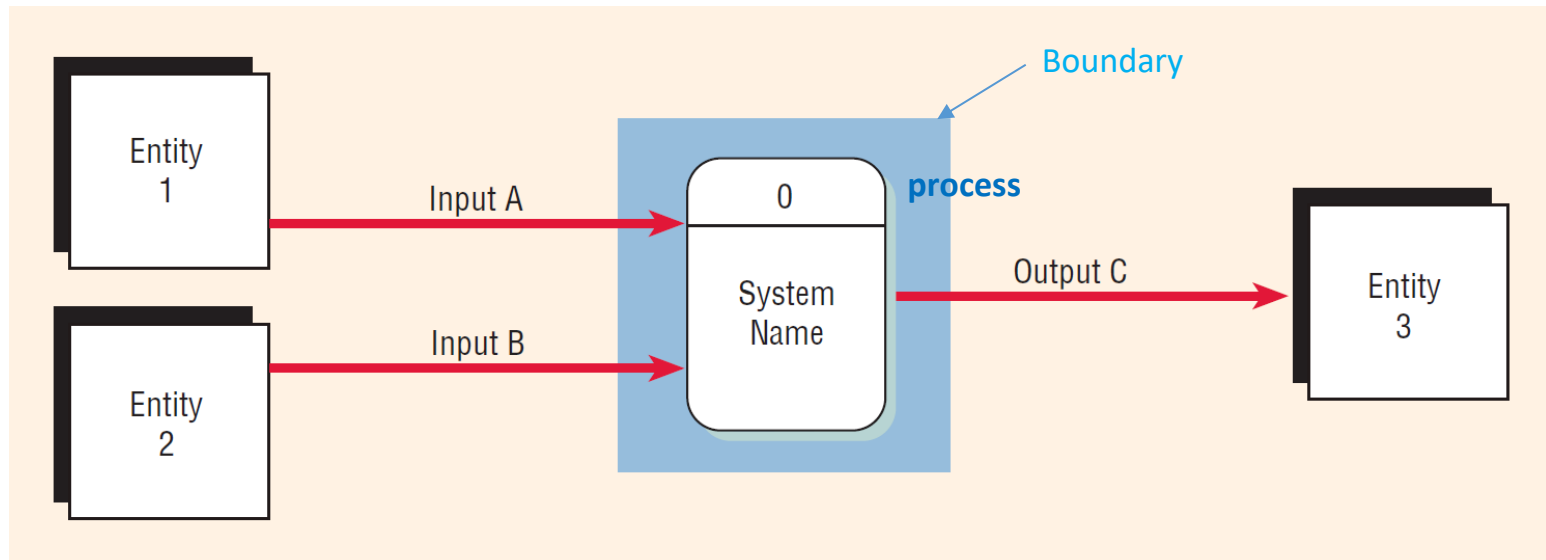 Boundary
Entity
1
Input A
0
process
System
Name
Output C
Entity
3
Input B
Entity
2